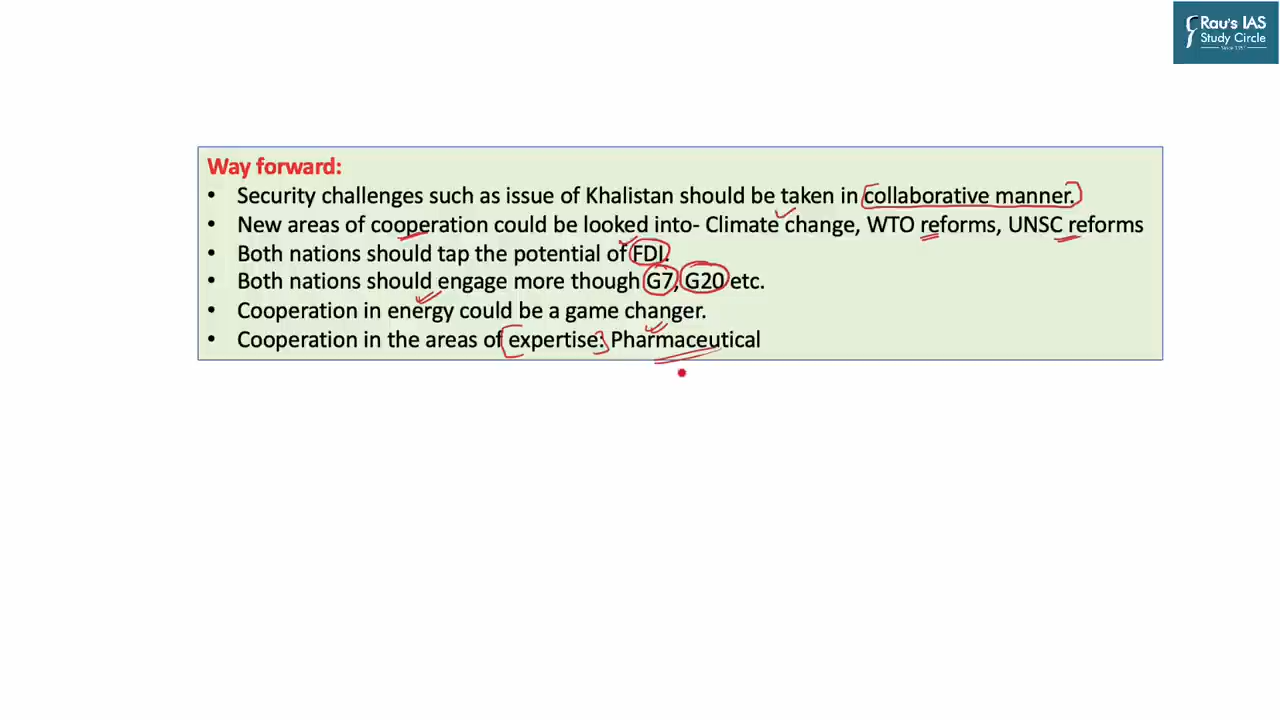 Rau's IAS
Study Circle
Way forward:
• Security challenges such as issue of Khalistan should be taken in collaborative manner.
• New areas of cooperation could be looked into- Climate change, WTO reforms, UNSC reforms
• Both nations should tap the potential of FDI.
• Both nations should engage more though G7, G20 etc.
• Cooperation in energy could be a game changer.
• Cooperation in the areas of expertise: Pharmaceutical